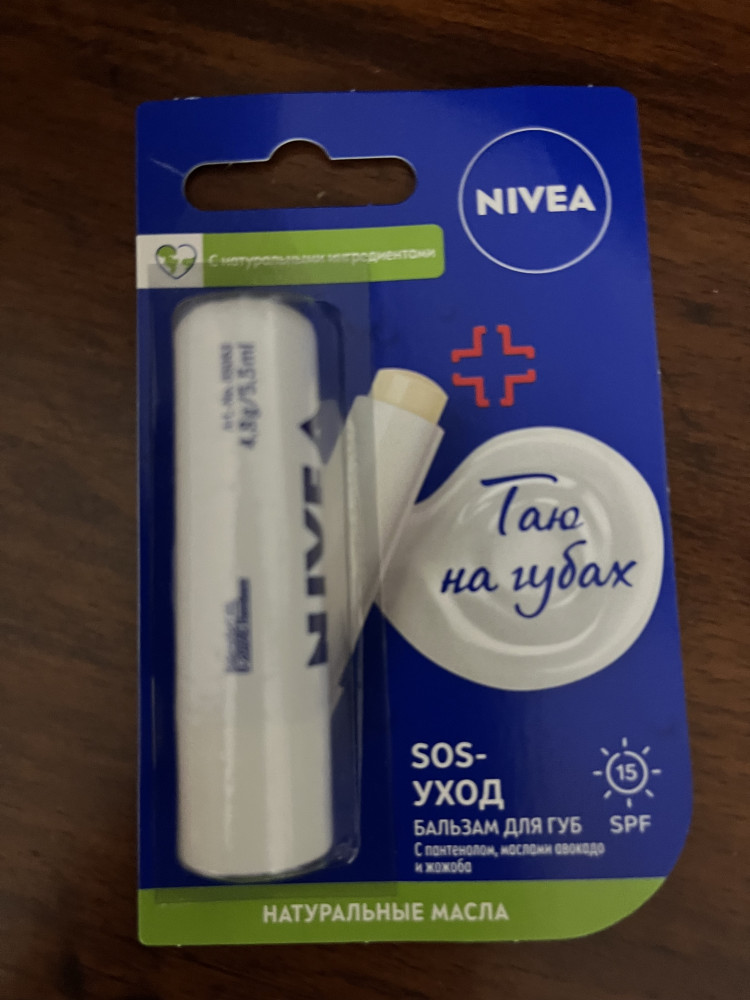 NIVEA
С натуральными ингредиентами
4,8g/5,5ml
NIVEA
Таю
на губах
SOS-
УХОД
БАЛЬЗАМ ДЛЯ ГУБ
С пантенолом, маслами авокадо
и жожоба
15
SPF
НАТУРАЛЬНЫЕ МАСЛА